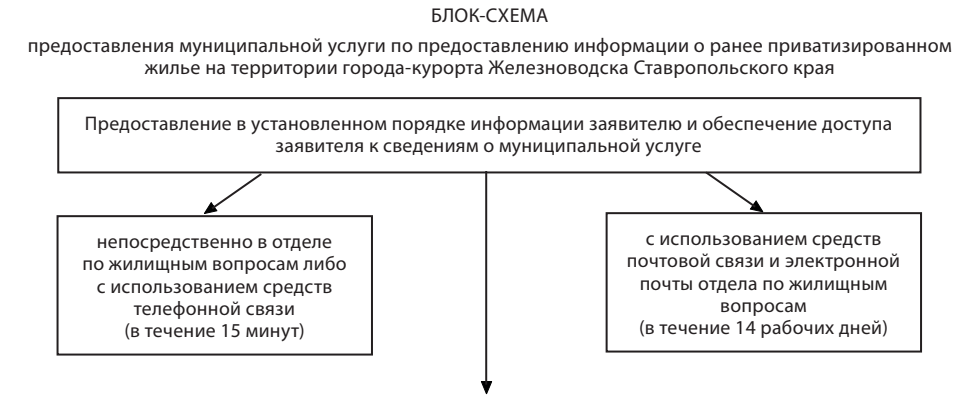 БЛОК-СХЕМА
предоставления муниципальной услуги по предоставлению информации о ранее приватизированном
жилье на территории города-курорта Железноводска Ставропольского края
Предоставление в установленном порядке информации заявителю и обеспечение доступа
заявителя к сведениям о муниципальной услуге
непосредственно в отделе
по жилищным вопросам либо
с использованием средств
телефонной связи
(в течение 15 минут)
с использованием средств
почтовой связи и электронной
почты отдела по жилищным
вопросам
(в течение 14 рабочих дней)